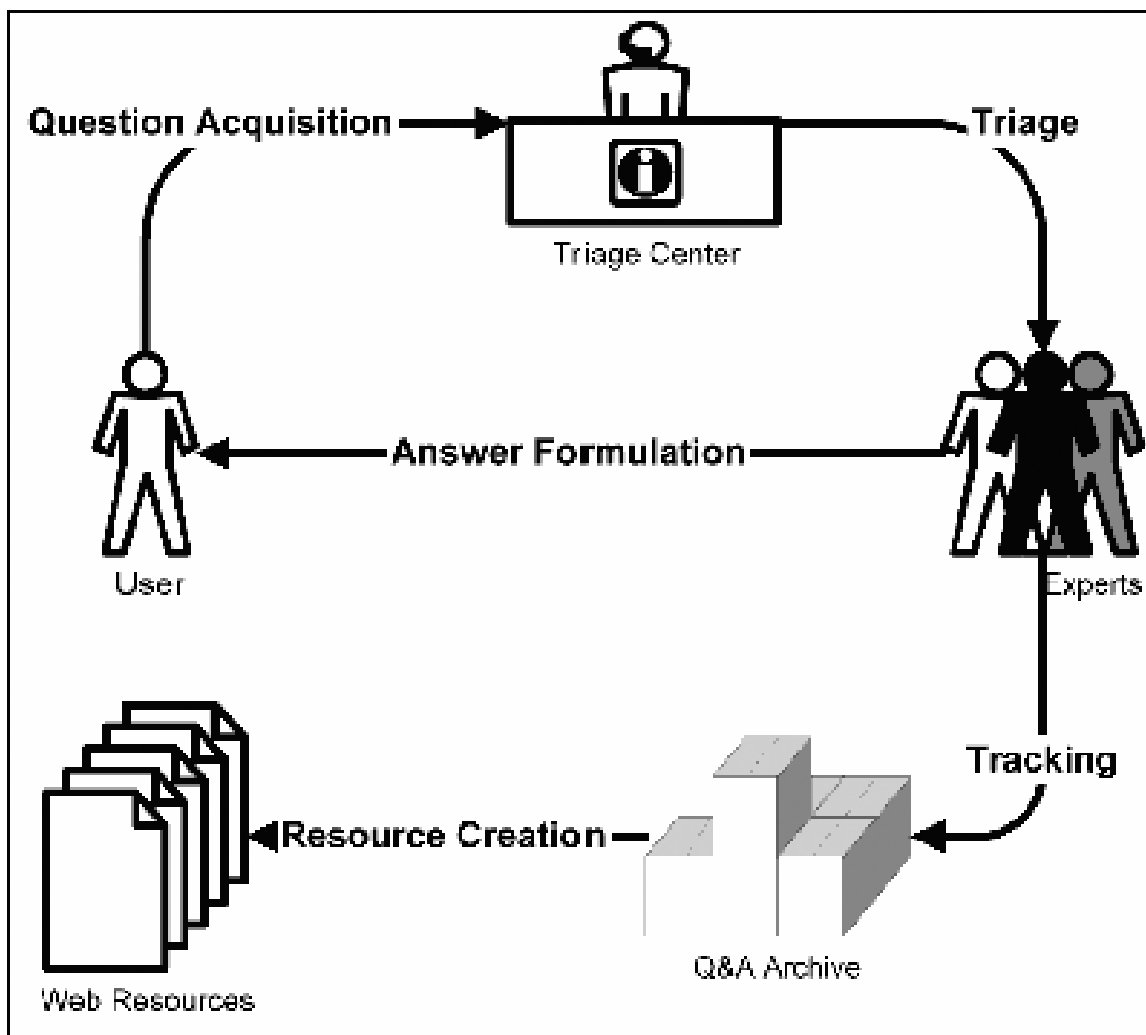 Question Acquisition
Triage
i
Triage Center
Answer Formulation
User
Experts
Tracking
Resource Creation
Q&A Archive
Web Resources